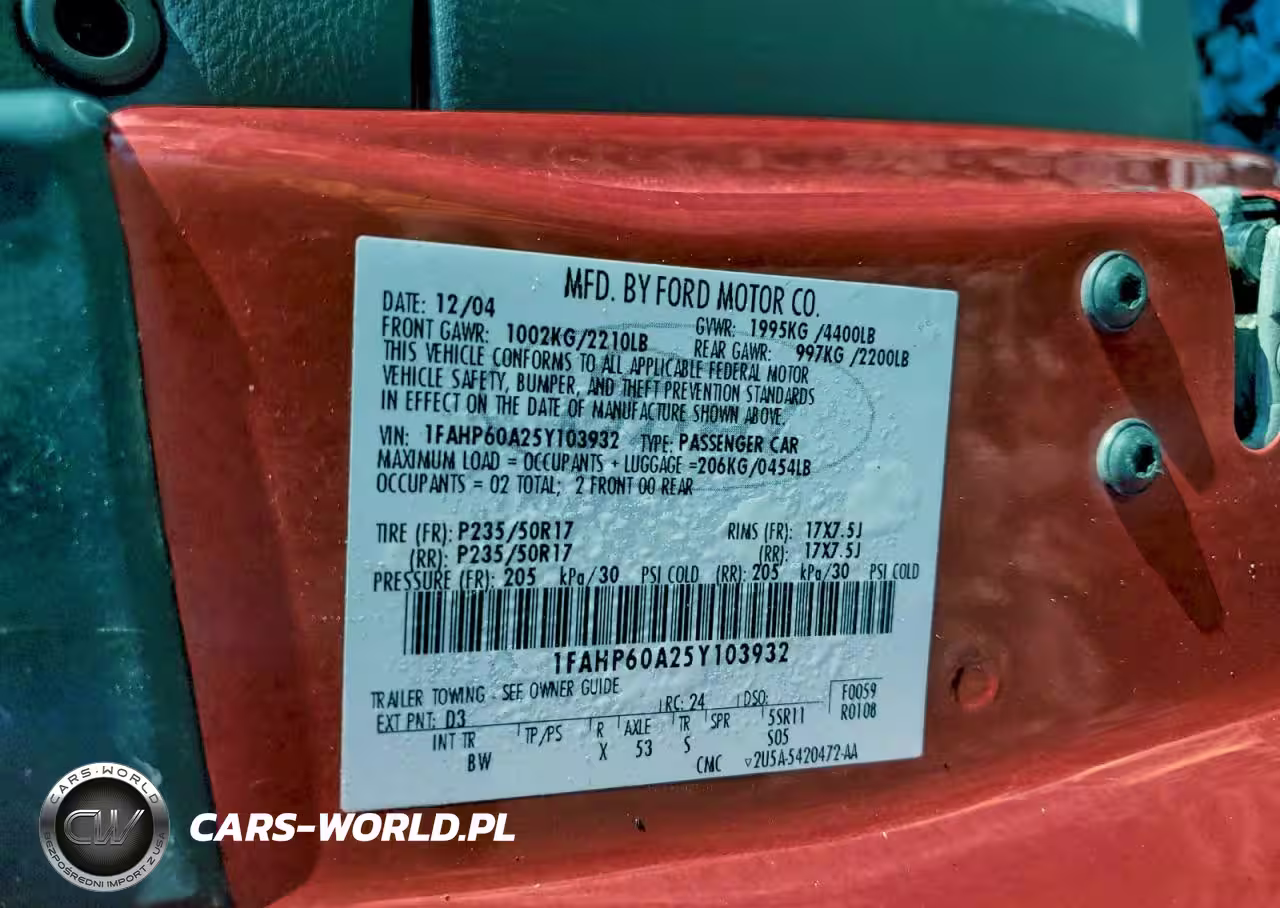 MFD. BY FORD MOTOR CO.
DATE: 12/04
GVWR: 1995KG /4400LB
FRONT GAWR: 1002KG/2210LB
REAR GAWR: 997KG /2200LB
THIS VEHICLE CONFORMS TO ALL APPLICABLE FEDERAL MOTOR
VEHICLE SAFETY, BUMPER, AND THEFT PREVENTION STANDARDS
IN EFFECT ON THE DATE OF MANUFACTURE SHOWN ABOVE.
VIN: 1FAHP60A25Y103932 TYPE: PASSENGER CAR
MAXIMUM LOAD = OCCUPANTS + LUGGAGE =206KG/0454LB
OCCUPANTS = 02 TOTAL; 2 FRONT 00 REAR
TIRE (FR): P235/50R17 RIMS (FR): 17X7.5J
(RR): P235/50R17 (RR): 17X7.5J
PRESSURE (FR): 205 kPa/30 PSI COLD (RR): 205 kPa/30 PSI COLD
1FAHP60A25Y103932
TRAILER TOWING - SEE OWNER GUIDE
F0059
EXT PNT: D3 RC: 24 DSO: R0108
INT TR TP/PS R AXLE TR SPR 5SR11
BW X 53 S S05
CMC ▿2U5A-5420472-AA
CARS-WORLD
CW
BEZPOŚREDNI IMPORT Z USA
CARS-WORLD.PL